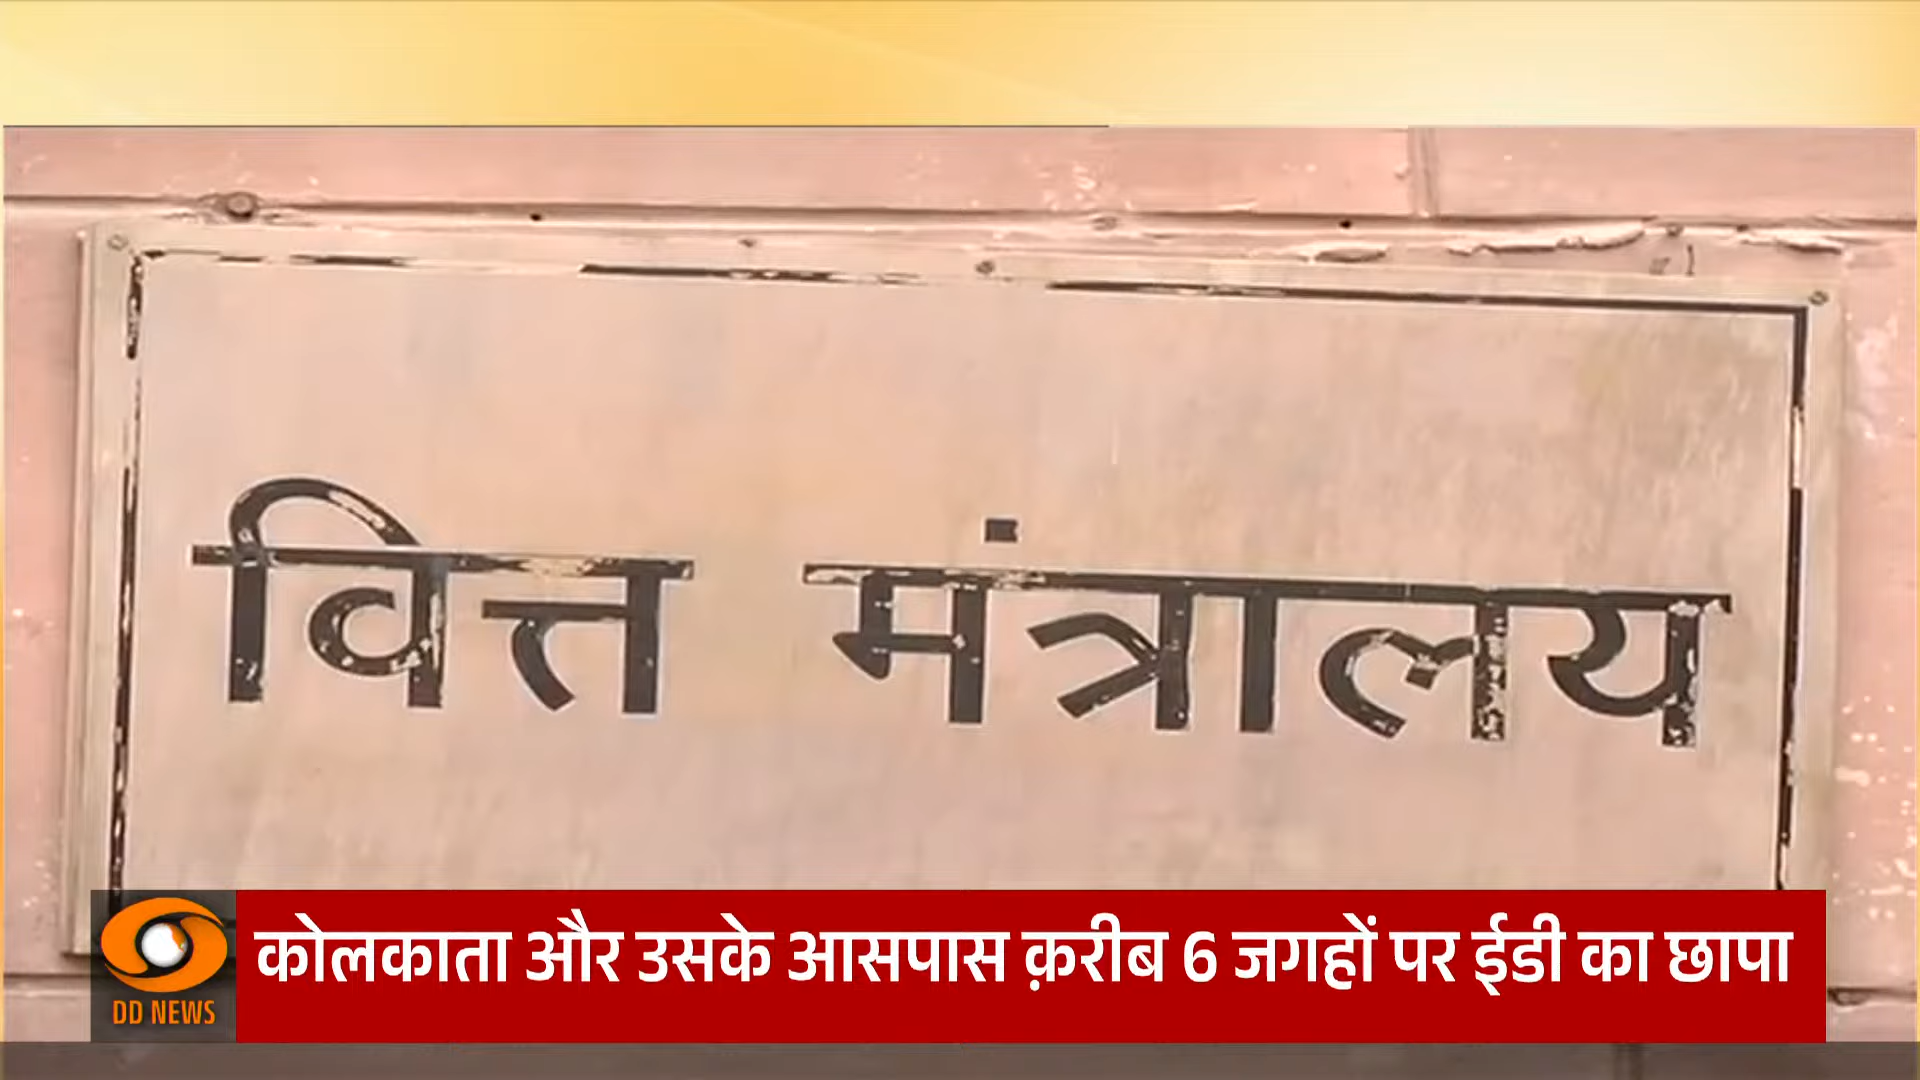 वित्त मंत्रालय
कोलकाता और उसके आसपास क़रीब 6 जगहों पर ईडी का छापा
DD NEWS